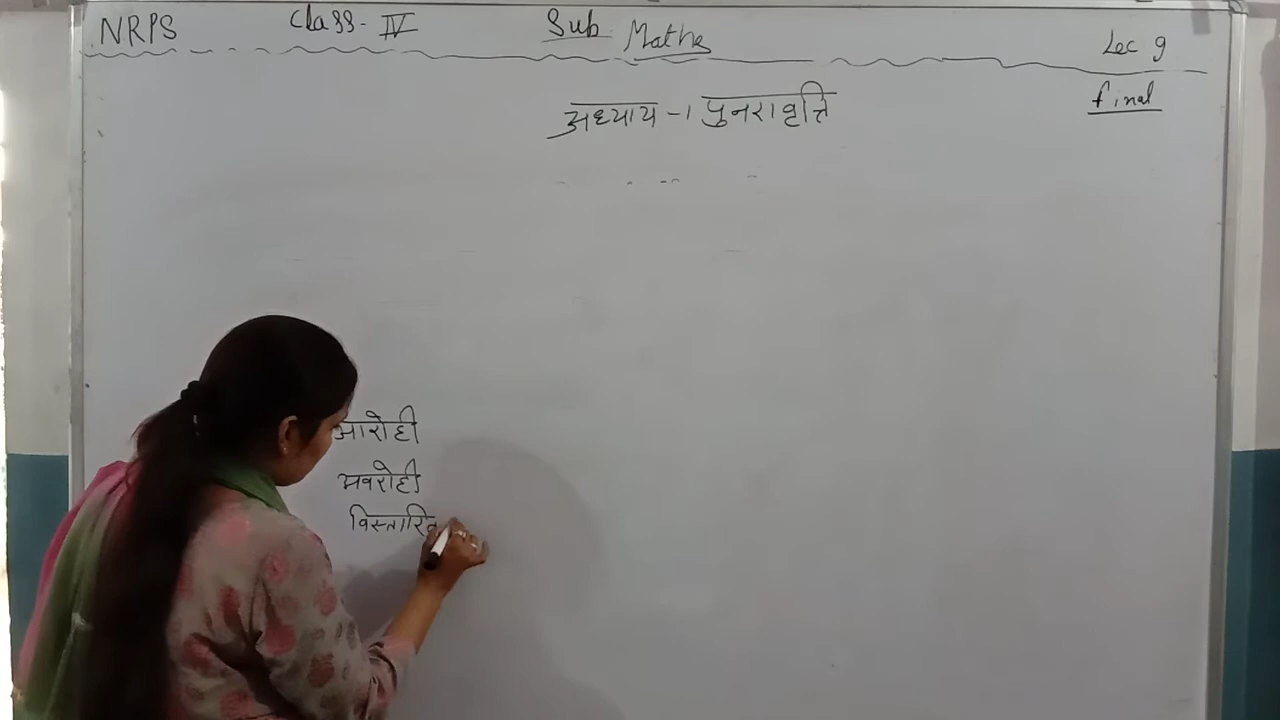 NRPS Class- IV Sub Maths Lec 9
अध्याय -1 पुनरावृत्ति final
आरोही
अवरोही
विस्तारित